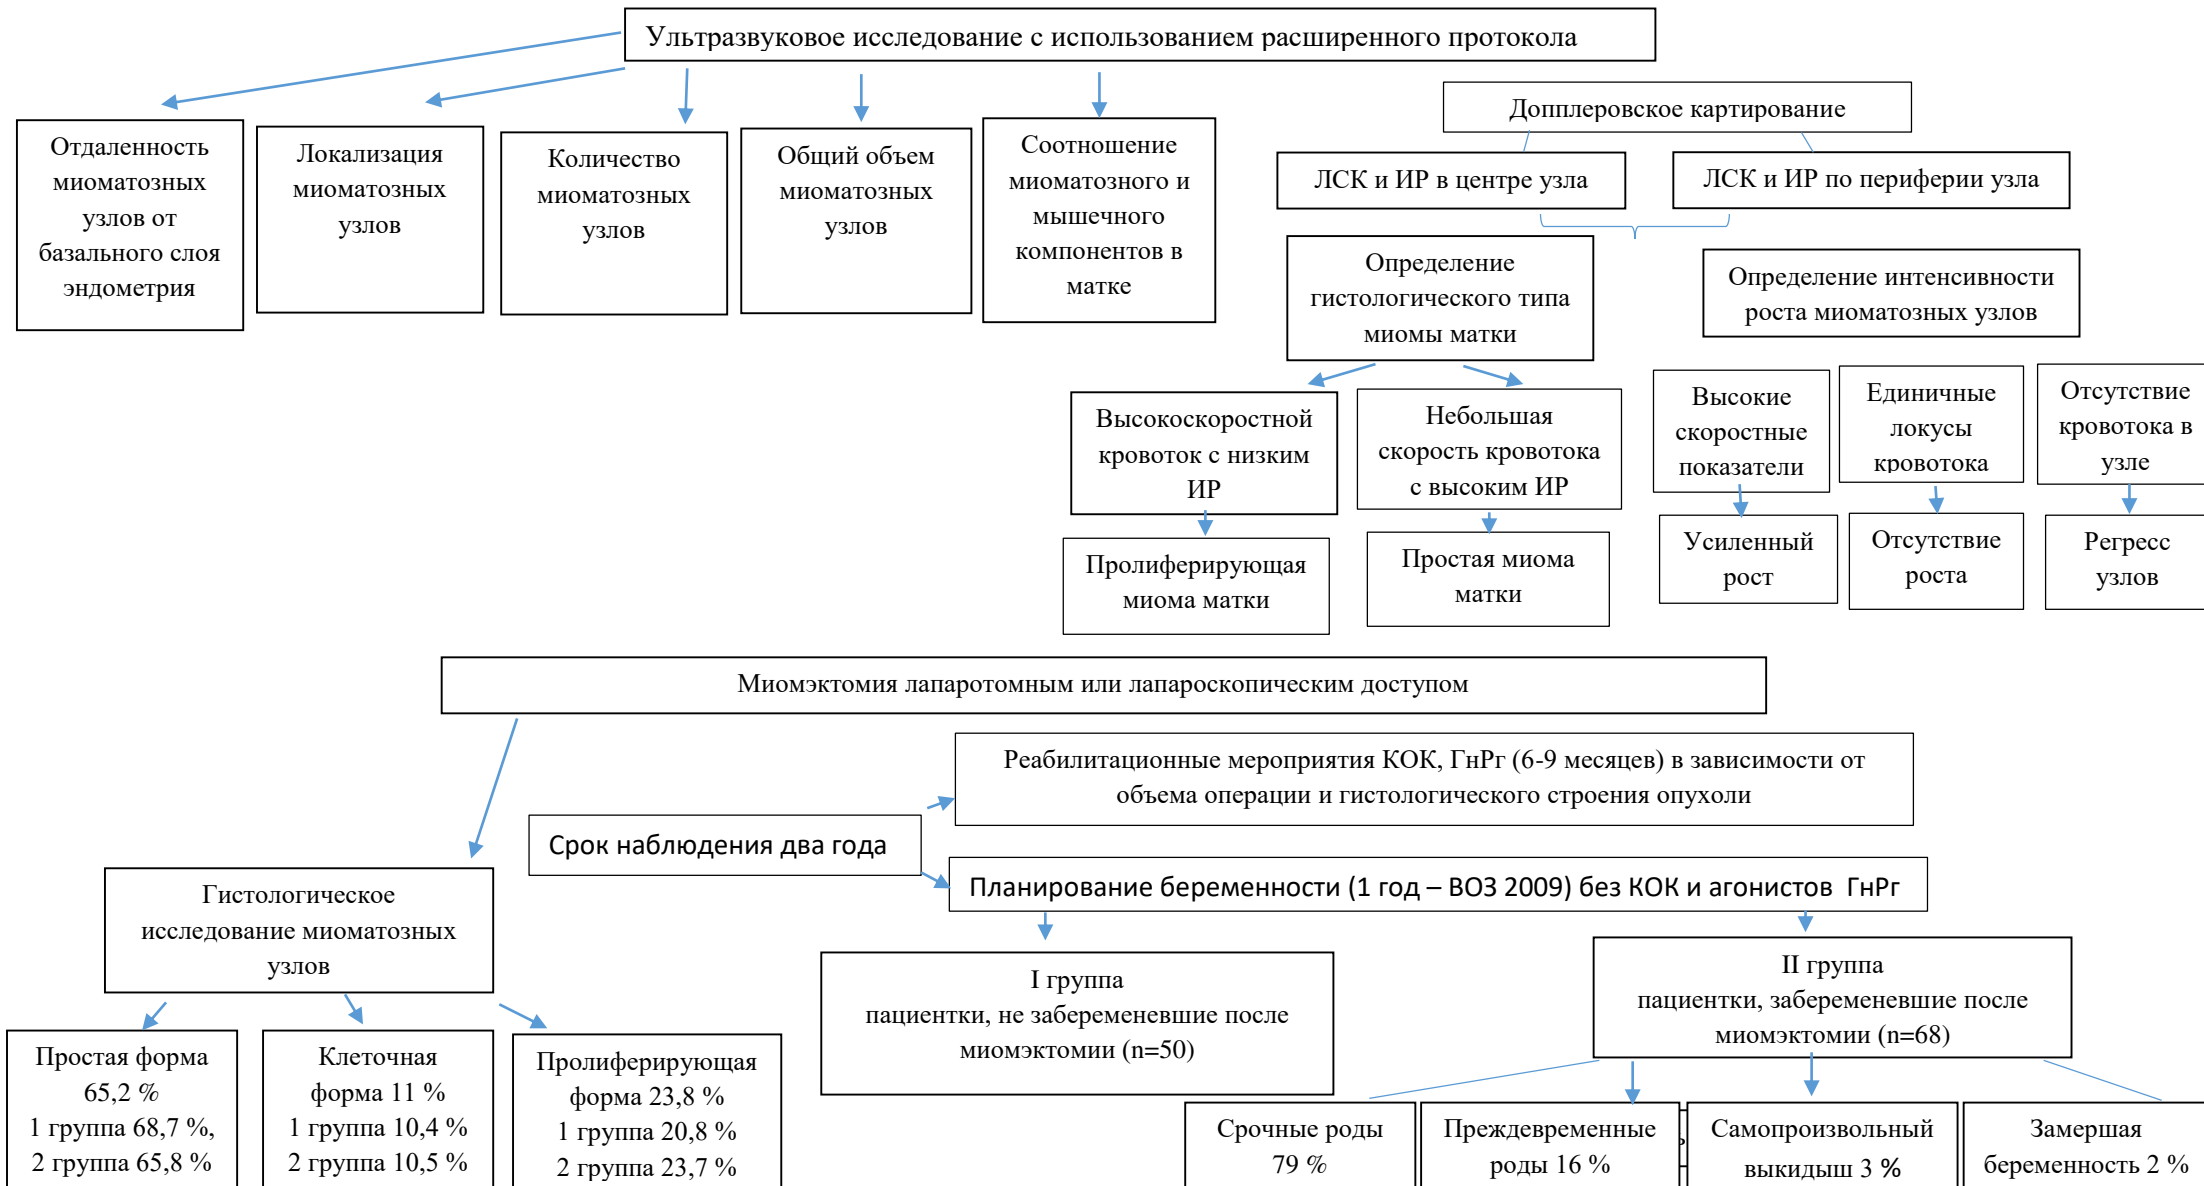 Ультразвуковое исследование с использованием расширенного протокола
Отдаленность
миоматозных
узлов от
базального слоя
эндометрия
Локализация
миоматозных
узлов
Количество
миоматозных
узлов
Общий объем
миоматозных
узлов
Соотношение
миоматозного и
мышечного
компонентов в
матке
Допплеровское картирование
ЛСК и ИР в центре узла
ЛСК и ИР по периферии узла
Определение
гистологического типа
миомы матки
Определение интенсивности
роста миоматозных узлов
Высокоскоростной
кровоток с низким
ИР
Небольшая
скорость кровотока
с высоким ИР
Высокие
скоростные
показатели
Единичные
локусы
кровотока
Отсутствие
кровотока в
узле
Пролиферирующая
миома матки
Простая миома
матки
Усиленный
рост
Отсутствие
роста
Регресс
узлов
Миомэктомия лапаротомным или лапароскопическим доступом
Реабилитационные мероприятия КОК, ГнРг (6-9 месяцев) в зависимости от
объема операции и гистологического строения опухоли
Срок наблюдения два года
Планирование беременности (1 год – ВОЗ 2009) без КОК и агонистов ГнРг
Гистологическое
исследование миоматозных
узлов
I группа
пациентки, не забеременевшие после
миомэктомии (n=50)
II группа
пациентки, забеременевшие после
миомэктомии (n=68)
Простая форма
65,2 %
1 группа 68,7 %,
2 группа 65,8 %
Клеточная
форма 11 %
1 группа 10,4 %
2 группа 10,5 %
Пролиферирующая
форма 23,8 %
1 группа 20,8 %
2 группа 23,7 %
Срочные роды
79 %
Преждевременные
роды 16 %
Самопроизвольный
выкидыш 3 %
Замершая
беременность 2 %